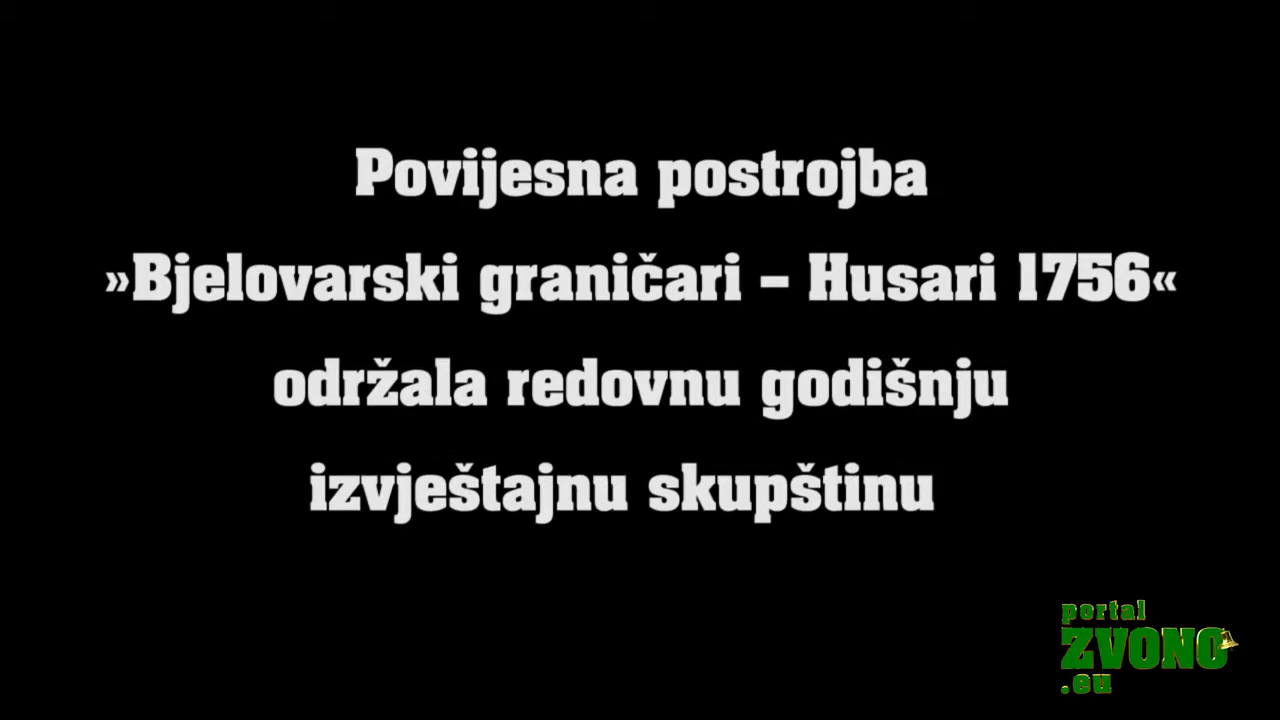 Povijesna postrojba
»Bjelovarski graničari – Husari 1756«
održala redovnu godišnju
izvještajnu skupštinu
portal
ZVONO
.eu